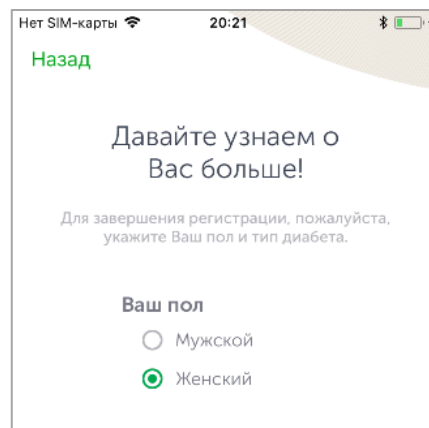 Нет SIM-карты 20:21
Назад
Давайте узнаем о
Вас больше!
Для завершения регистрации, пожалуйста,
укажите Ваш пол и тип диабета.
Ваш пол
Мужской
Женский